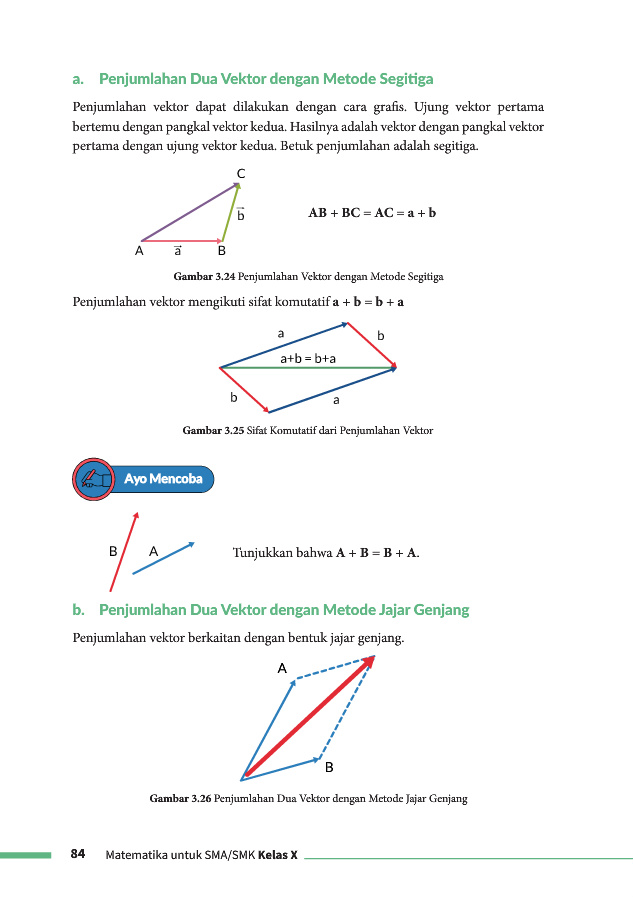 a. Penjumlahan Dua Vektor dengan Metode Segitiga
Penjumlahan vektor dapat dilakukan dengan cara grafis. Ujung vektor pertama
bertemu dengan pangkal vektor kedua. Hasilnya adalah vektor dengan pangkal vektor
pertama dengan ujung vektor kedua. Betuk penjumlahan adalah segitiga.
C
b
AB + BC = AC = a + b
A a B
Gambar 3.24 Penjumlahan Vektor dengan Metode Segitiga
Penjumlahan vektor mengikuti sifat komutatif a + b = b + a
a
b
a+b = b+a
b
a
Gambar 3.25 Sifat Komutatif dari Penjumlahan Vektor
Ayo Mencoba
B A
Tunjukkan bahwa A + B = B + A.
b. Penjumlahan Dua Vektor dengan Metode Jajar Genjang
Penjumlahan vektor berkaitan dengan bentuk jajar genjang.
A
B
Gambar 3.26 Penjumlahan Dua Vektor dengan Metode Jajar Genjang
84 Matematika untuk SMA/SMK Kelas X